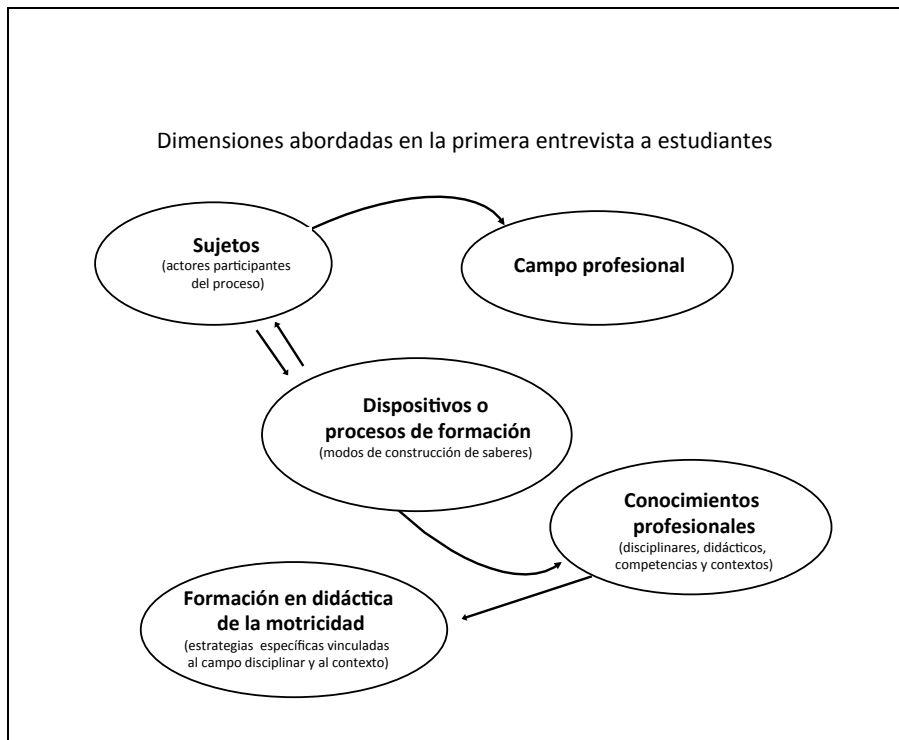 Dimensiones abordadas en la primera entrevista a estudiantes
Sujetos
(actores participantes
del proceso)
Campo profesional
Dispositivos o
procesos de formación
(modos de construcción de saberes)
Conocimientos
profesionales
(disciplinares, didácticos,
competencias y contextos)
Formación en didáctica
de la motricidad
(estrategias específicas vinculadas
al campo disciplinar y al contexto)